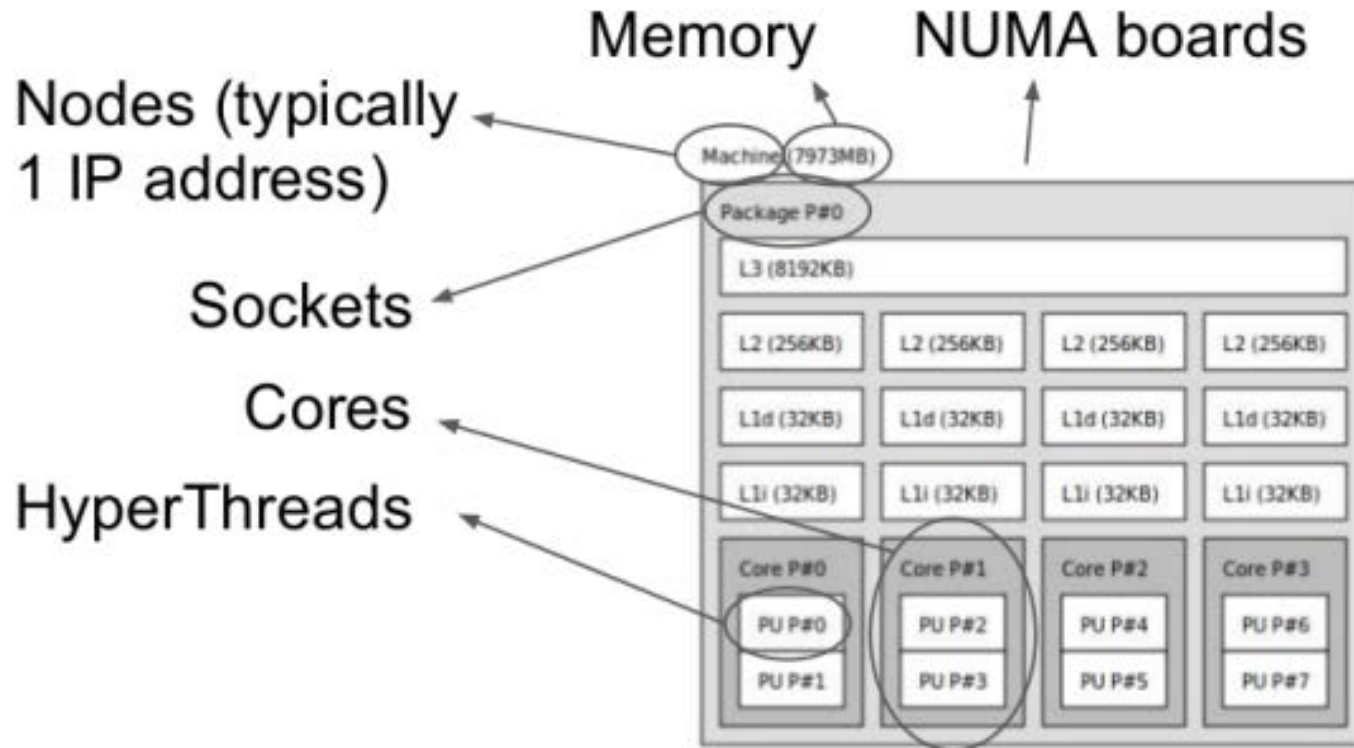 Memory
NUMA boards
Nodes (typically
1 IP address)
Machine (7973MB)
Package P#0
Sockets
L3 (8192KB)
L2 (256KB) L2 (256KB) L2 (256KB) L2 (256KB)
Cores
L1d (32KB) L1d (32KB) L1d (32KB) L1d (32KB)
HyperThreads
L1i (32KB) L1i (32KB) L1i (32KB) L1i (32KB)
Core P#0 Core P#1 Core P#2 Core P#3
PU P#0 PU P#2 PU P#4 PU P#6
PU P#1 PU P#3 PU P#5 PU P#7